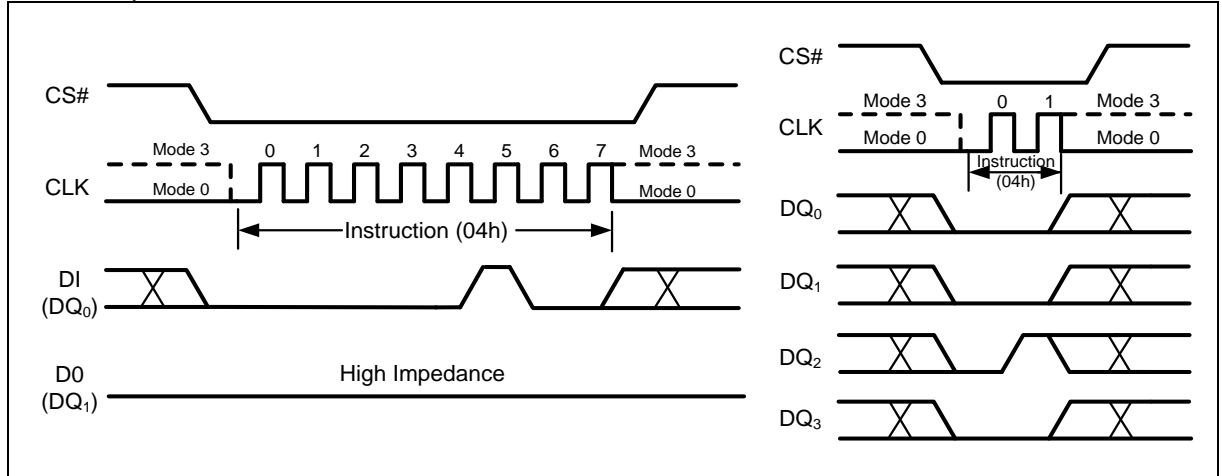 CS#
Mode 3 0 1 2 3 4 5 6 7 Mode 3
CLK
Mode 0 Mode 0
Instruction (04h)
DI
(DQ0)
D0
(DQ1)
High Impedance
CS#
Mode 3 0 1 Mode 3
CLK
Mode 0 Mode 0
Instruction
(04h)
DQ0
DQ1
DQ2
DQ3